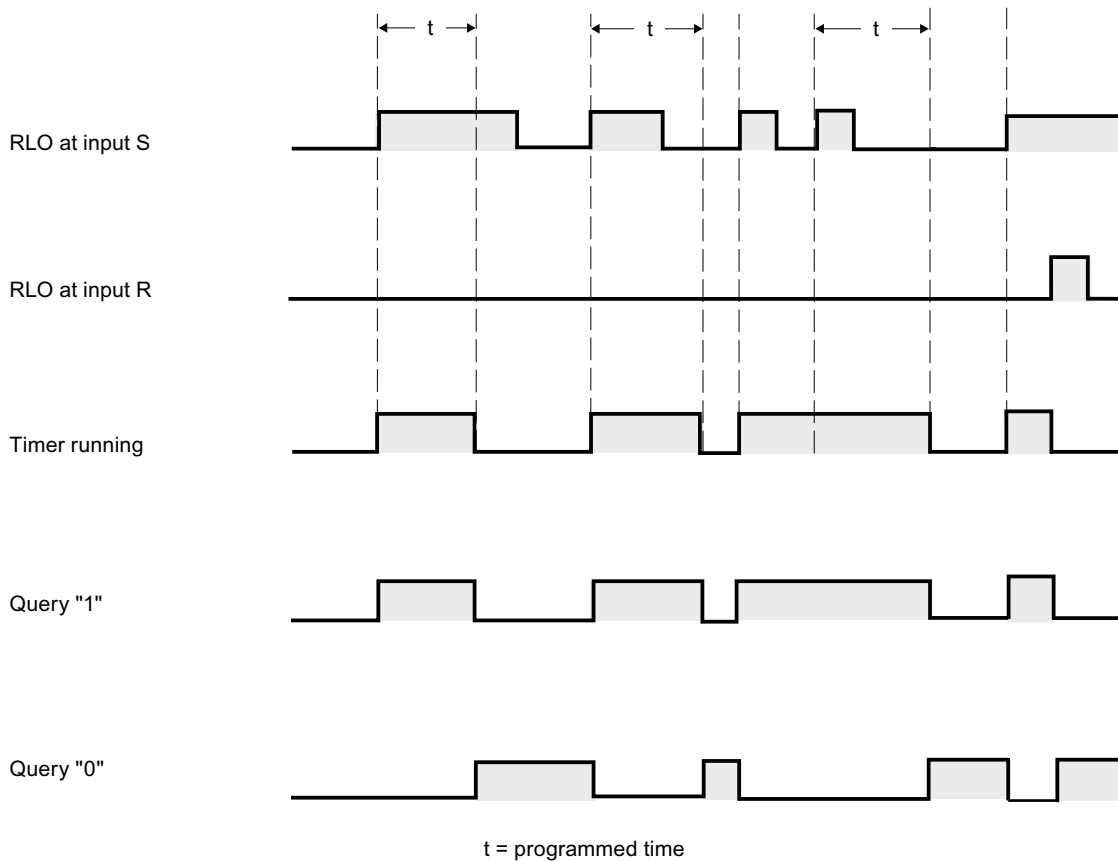 t
t
t
RLO at input S
RLO at input R
Timer running
Query "1"
Query "0"
t = programmed time